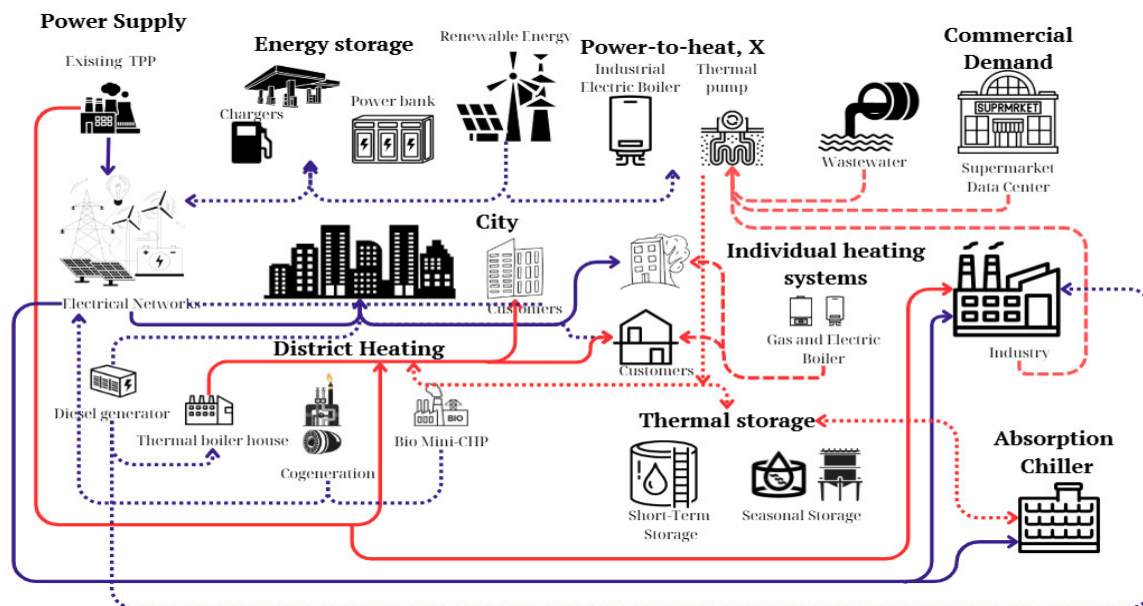 Power Supply
Existing TPP
Energy storage
Chargers
Power bank
Renewable Energy
Power-to-heat, X
Industrial
Electric Boiler
Thermal
pump
Wastewater
Commercial
Demand
SUPRMRKET
Supermarket
Data Center
City
Customers
Electrical Networks
Individual heating
systems
Gas and Electric
Boiler
Industry
District Heating
Customers
Diesel generator
Thermal boiler house
Cogeneration
BIO
Bio Mini-CHP
Thermal storage
Short-Term
Storage
Seasonal Storage
Absorption
Chiller